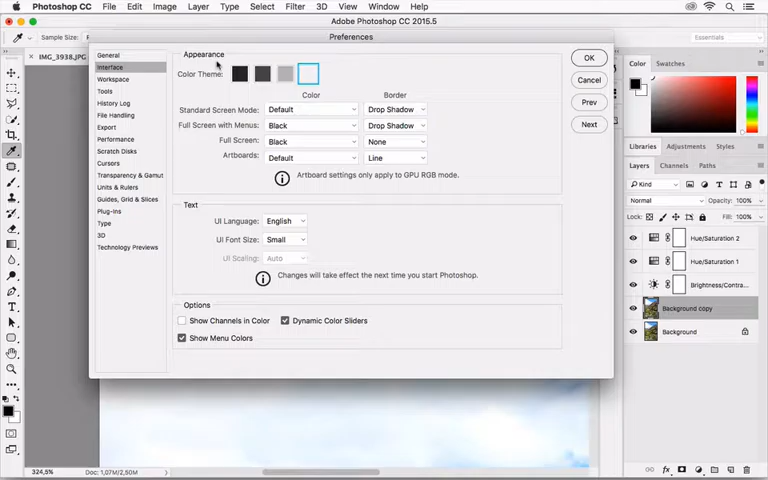 Photoshop CC File Edit Image Layer Type Select Filter 3D View Window Help
Adobe Photoshop CC 2015.5
Sample Size: Essentials
IMG_3938.JPG
Preferences
General
Interface
Workspace
Tools
History Log
File Handling
Export
Performance
Scratch Disks
Cursors
Transparency & Gamut
Units & Rulers
Guides, Grid & Slices
Plug-Ins
Type
3D
Technology Previews
Appearance
Color Theme:
Color Border
Standard Screen Mode: Default Drop Shadow
Full Screen with Menus: Black Drop Shadow
Full Screen: Black None
Artboards: Default Line
Artboard settings only apply to GPU RGB mode.
Text
UI Language: English
UI Font Size: Small
UI Scaling: Auto
Changes will take effect the next time you start Photoshop.
Options
Show Channels in Color Dynamic Color Sliders
Show Menu Colors
OK
Cancel
Prev
Next
Color Swatches
Libraries Adjustments Styles
Layers Channels Paths
Kind
Normal Opacity: 100%
Lock: Fill: 100%
Hue/Saturation 2
Hue/Saturation 1
Brightness/Contra...
Background copy
Background
324,5% Doc: 1,07M/2,50M
fx